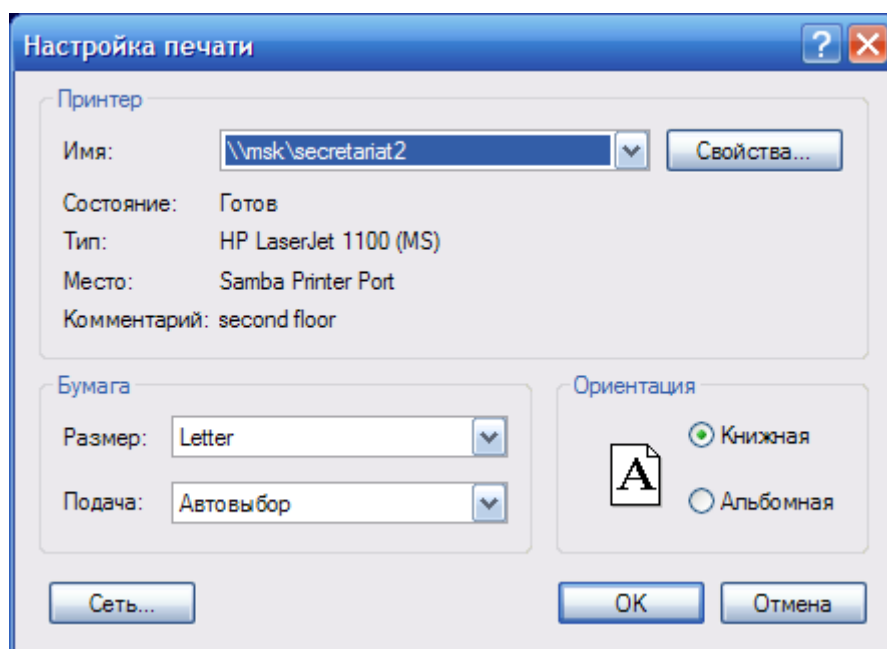 Настройка печати
Принтер
Имя: \\msk\secretariat2 Свойства...
Состояние: Готов
Тип: HP LaserJet 1100 (MS)
Место: Samba Printer Port
Комментарий: second floor
Бумага
Размер: Letter
Подача: Автовыбор
Ориентация
A
Книжная
Альбомная
Сеть... OK Отмена